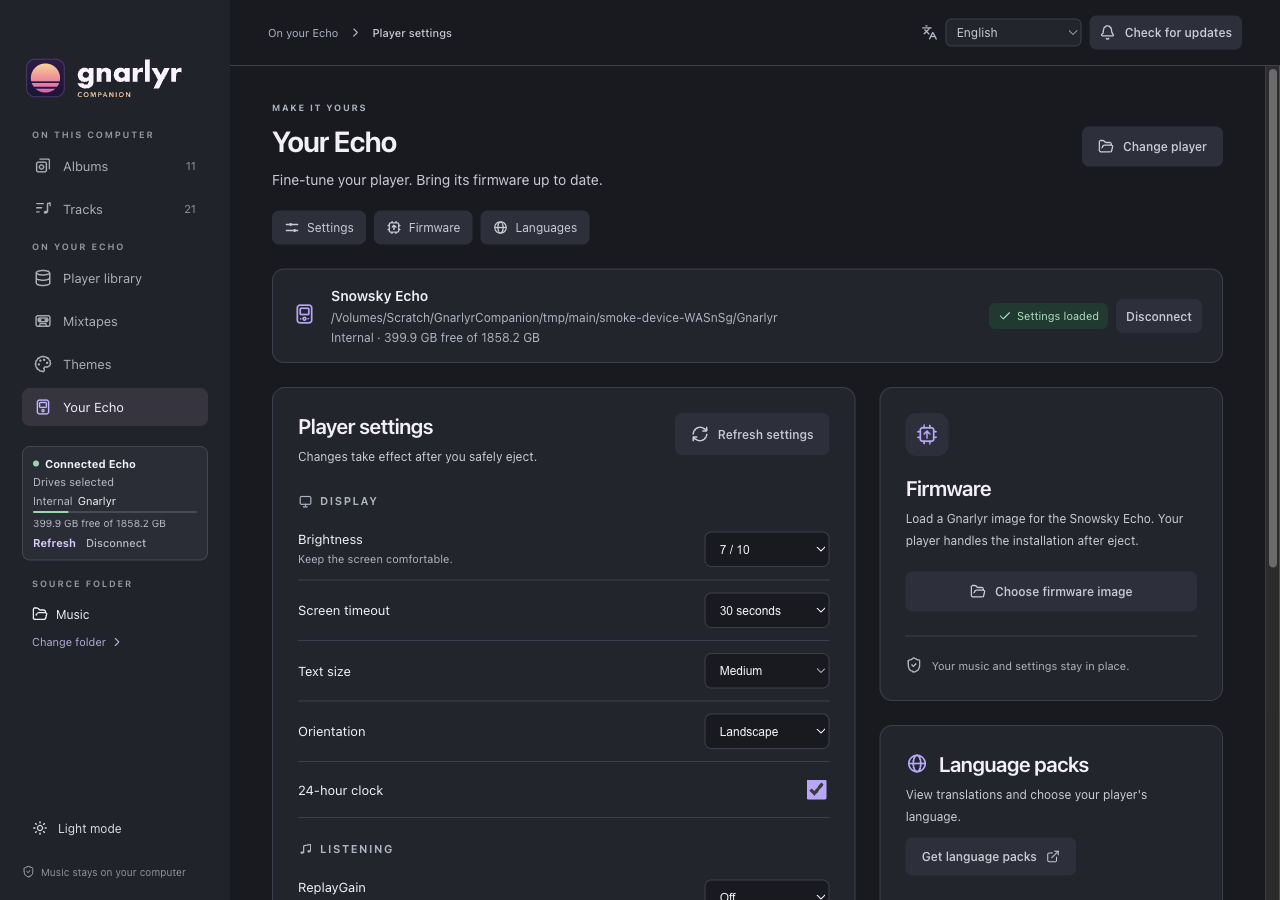 gnarlyr
COMPANION
ON THIS COMPUTER
Albums 11
Tracks 21
ON YOUR ECHO
Player library
Mixtapes
Themes
Your Echo
Connected Echo
Drives selected
Internal Gnarlyr
399.9 GB free of 1858.2 GB
Refresh Disconnect
SOURCE FOLDER
Music
Change folder
Light mode
Music stays on your computer
On your Echo Player settings
English
Check for updates
MAKE IT YOURS
Your Echo
Fine-tune your player. Bring its firmware up to date.
Change player
Settings Firmware Languages
Snowsky Echo
/Volumes/Scratch/GnarlyrCompanion/tmp/main/smoke-device-WASnSg/Gnarlyr
Internal · 399.9 GB free of 1858.2 GB
Settings loaded Disconnect
Player settings
Changes take effect after you safely eject.
Refresh settings
DISPLAY
Brightness
Keep the screen comfortable.
7 / 10
Screen timeout 30 seconds
Text size Medium
Orientation Landscape
24-hour clock
LISTENING
ReplayGain Off
Firmware
Load a Gnarlyr image for the Snowsky Echo. Your
player handles the installation after eject.
Choose firmware image
Your music and settings stay in place.
Language packs
View translations and choose your player's
language.
Get language packs